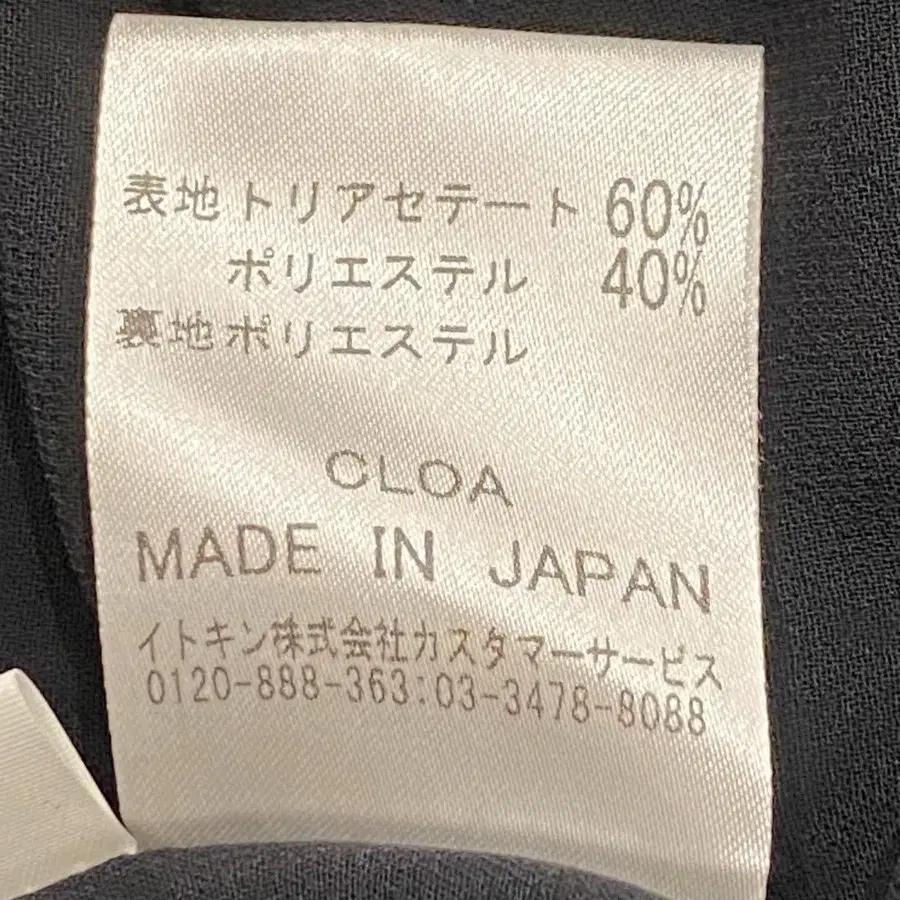 表地 トリアセテート 60%
ポリエステル 40%
裏地 ポリエステル
CLOA
MADE IN JAPAN
イトキン株式会社カスタマーサービス
0120-888-363:03-3478-8088